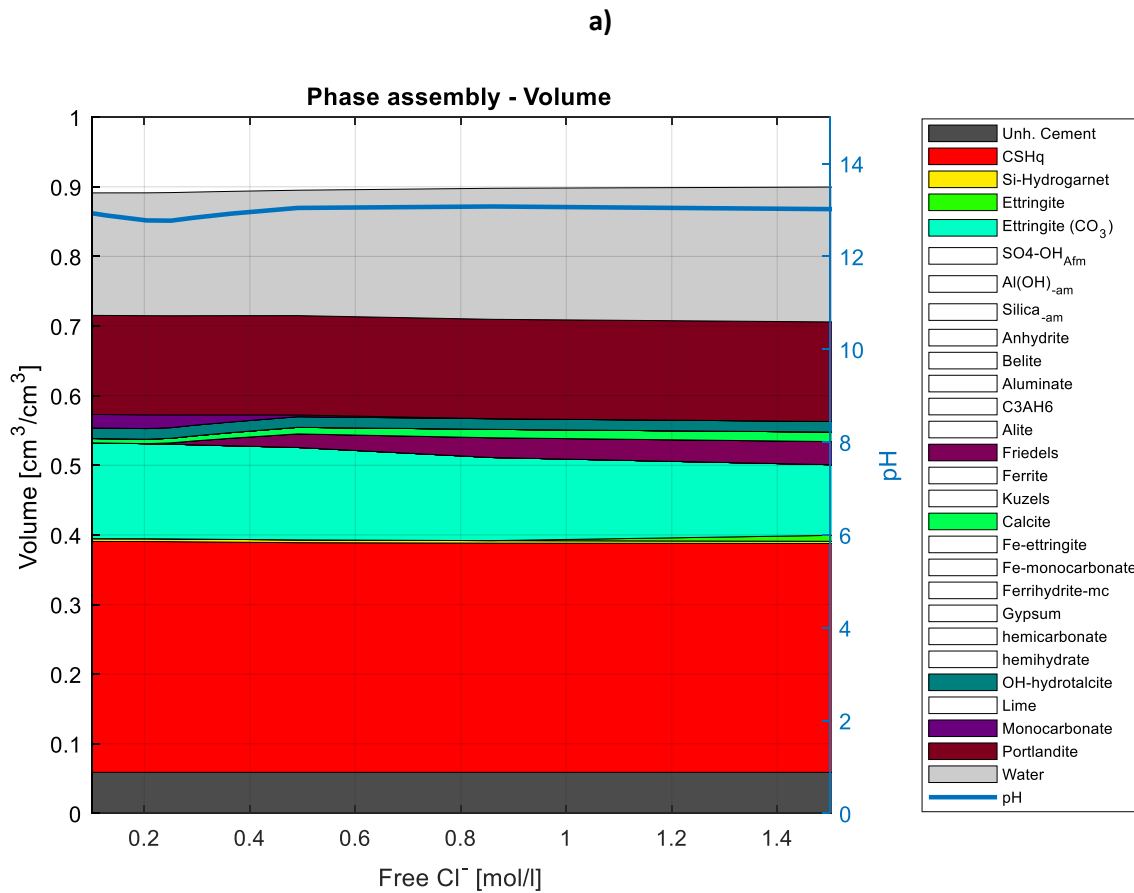 a)
Phase assembly - Volume
1
0.9
0.8
0.7
0.6
0.5
0.4
0.3
0.2
0.1
0
Volume [cm3/cm3]
14
12
10
8
6
4
2
0
pH
0.2
0.4
0.6
0.8
1
1.2
1.4
Free Cl- [mol/l]
Unh. Cement
CSHq
Si-Hydrogarnet
Ettringite
Ettringite (CO3)
SO4-OHAfm
Al(OH)-am
Silica-am
Anhydrite
Belite
Aluminate
C3AH6
Alite
Friedels
Ferrite
Kuzels
Calcite
Fe-ettringite
Fe-monocarbonate
Ferrihydrite-mc
Gypsum
hemicarbonate
hemihydrate
OH-hydrotalcite
Lime
Monocarbonate
Portlandite
Water
pH